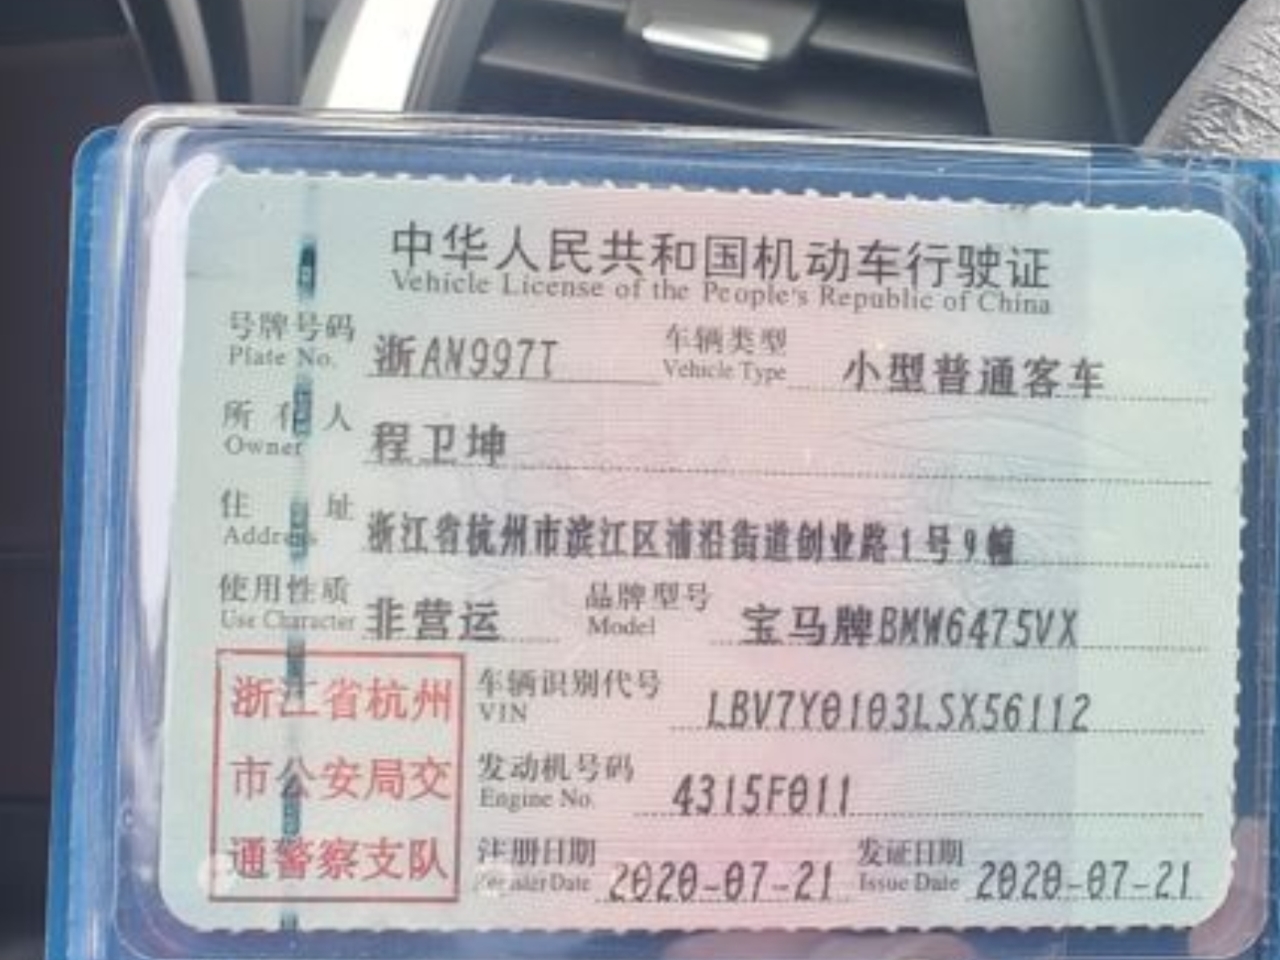 中华人民共和国机动车行驶证
Vehicle License of the People's Republic of China
号牌号码 浙AN997T 车辆类型 小型普通客车
Plate No. Vehicle Type
所有人 程卫坤
Owner
住址 浙江省杭州市滨江区浦沿街道创业路1号9幢
Address
使用性质 非营运 品牌型号 宝马牌BMW6475VX
Use Character Model
浙江省杭州
市公安局交
通警察支队
车辆识别代号 LBV7Y0103LSX56112
VIN
发动机号码 4315F011
Engine No.
注册日期 2020-07-21 发证日期 2020-07-21
Register Date Issue Date